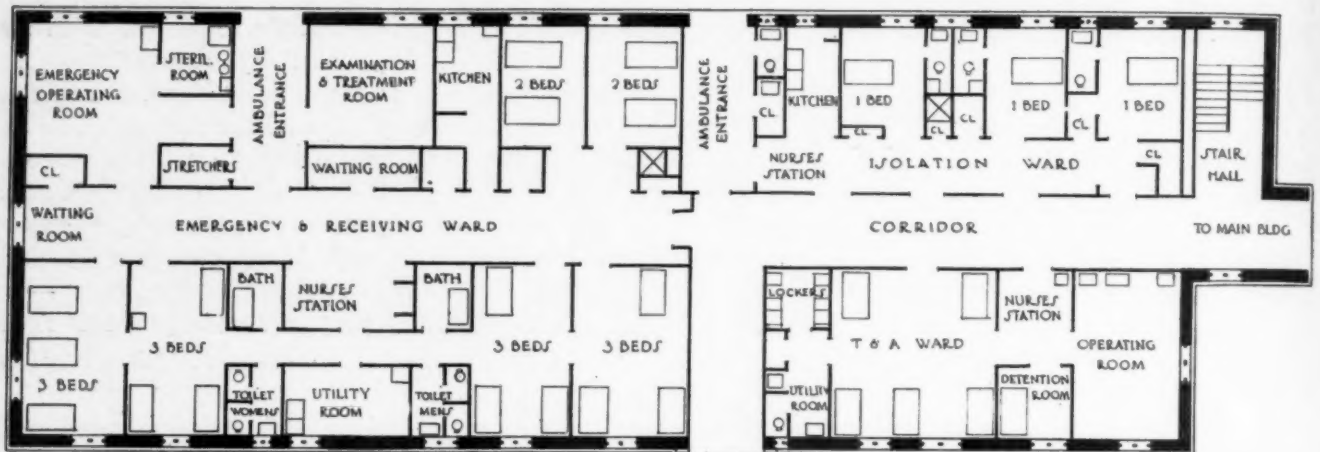 EMERGENCY
OPERATING
ROOM
STERIL.
ROOM
AMBULANCE
ENTRANCE
EXAMINATION
& TREATMENT
ROOM
KITCHEN
2 BEDS
2 BEDS
AMBULANCE
ENTRANCE
CL
KITCHEN
1 BED
CL
CL
CL
1 BED
CL
1 BED
CL
STAIR
HALL
CL.
STRETCHERS
WAITING ROOM
NURSES
STATION
ISOLATION WARD
WAITING
ROOM
EMERGENCY & RECEIVING WARD
CORRIDOR
TO MAIN BLDG.
3 BEDS
3 BEDS
BATH
NURSES
STATION
BATH
3 BEDS
3 BEDS
TOILET
WOMENS
UTILITY
ROOM
TOILET
MENS
LOCKERS
UTILITY
ROOM
T & A WARD
NURSES
STATION
DETENTION
ROOM
OPERATING
ROOM